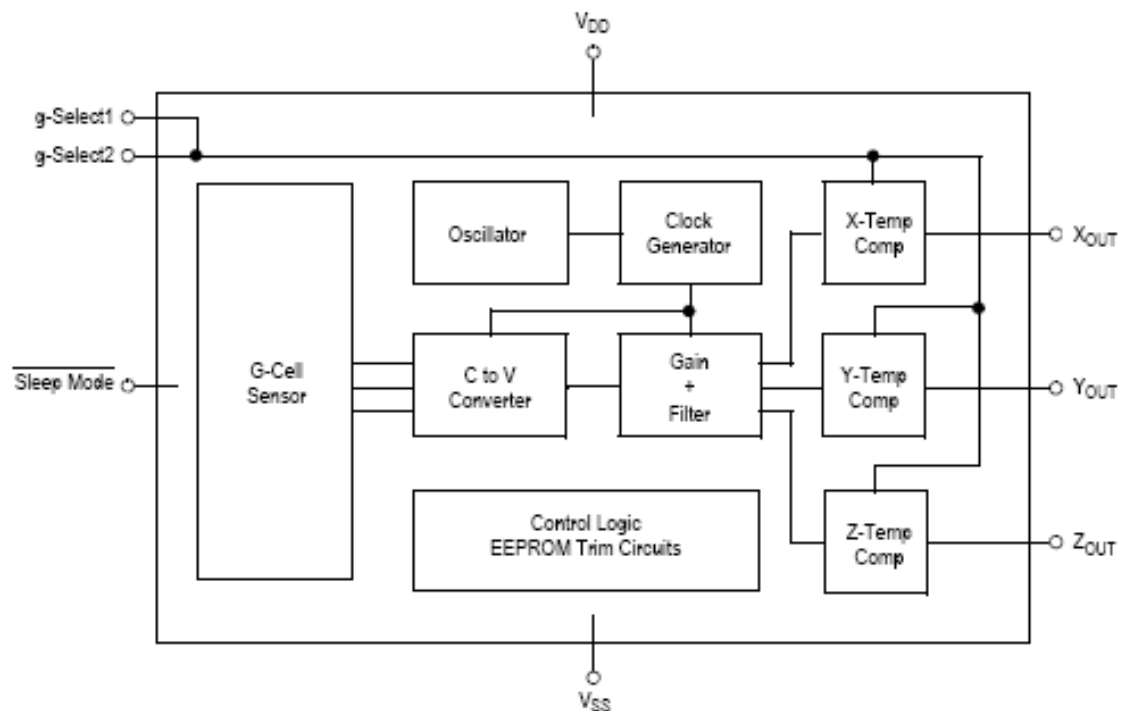 VDD
g-Select1
g-Select2
Oscillator
Clock
Generator
X-Temp
Comp
XOUT
Sleep Mode
G-Cell
Sensor
C to V
Converter
Gain
+
Filter
Y-Temp
Comp
YOUT
Control Logic
EEPROM Trim Circuits
Z-Temp
Comp
ZOUT
VSS